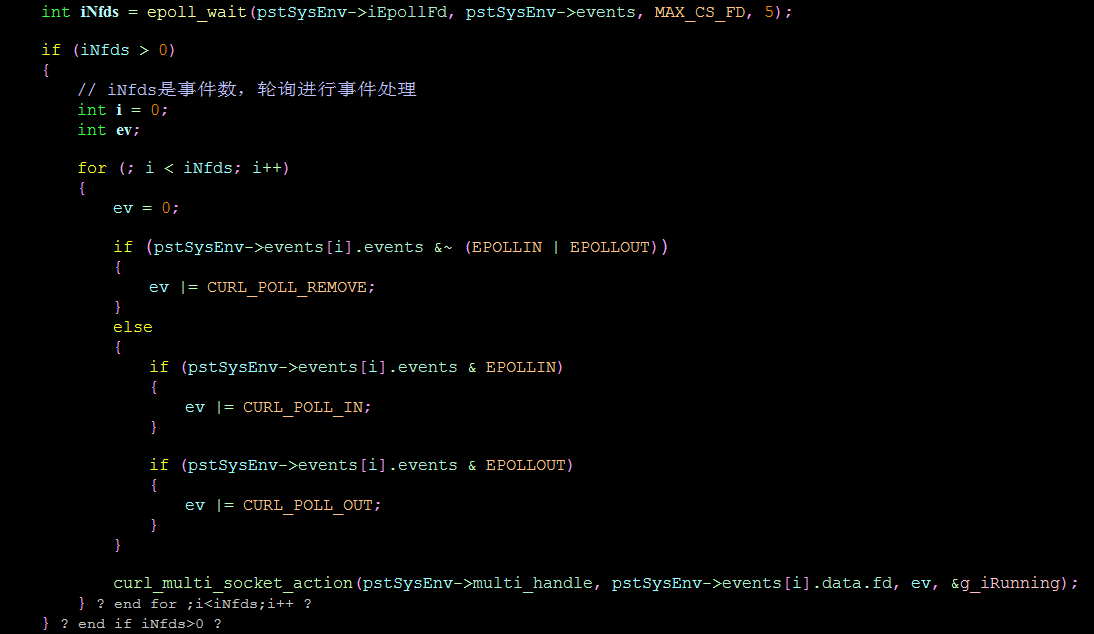 int iNfds = epoll_wait(pstSysEnv->iEpollFd, pstSysEnv->events, MAX_CS_FD, 5);
if (iNfds > 0)
{
// iNfds是事件数，轮询进行事件处理
int i = 0;
int ev;
for (; i < iNfds; i++)
{
ev = 0;
if (pstSysEnv->events[i].events &~ (EPOLLIN | EPOLLOUT))
{
ev |= CURL_POLL_REMOVE;
}
else
{
if (pstSysEnv->events[i].events & EPOLLIN)
{
ev |= CURL_POLL_IN;
}
if (pstSysEnv->events[i].events & EPOLLOUT)
{
ev |= CURL_POLL_OUT;
}
}
curl_multi_socket_action(pstSysEnv->multi_handle, pstSysEnv->events[i].data.fd, ev, &g_iRunning);
} ? end for ;i<iNfds;i++ ?
} ? end if iNfds>0 ?